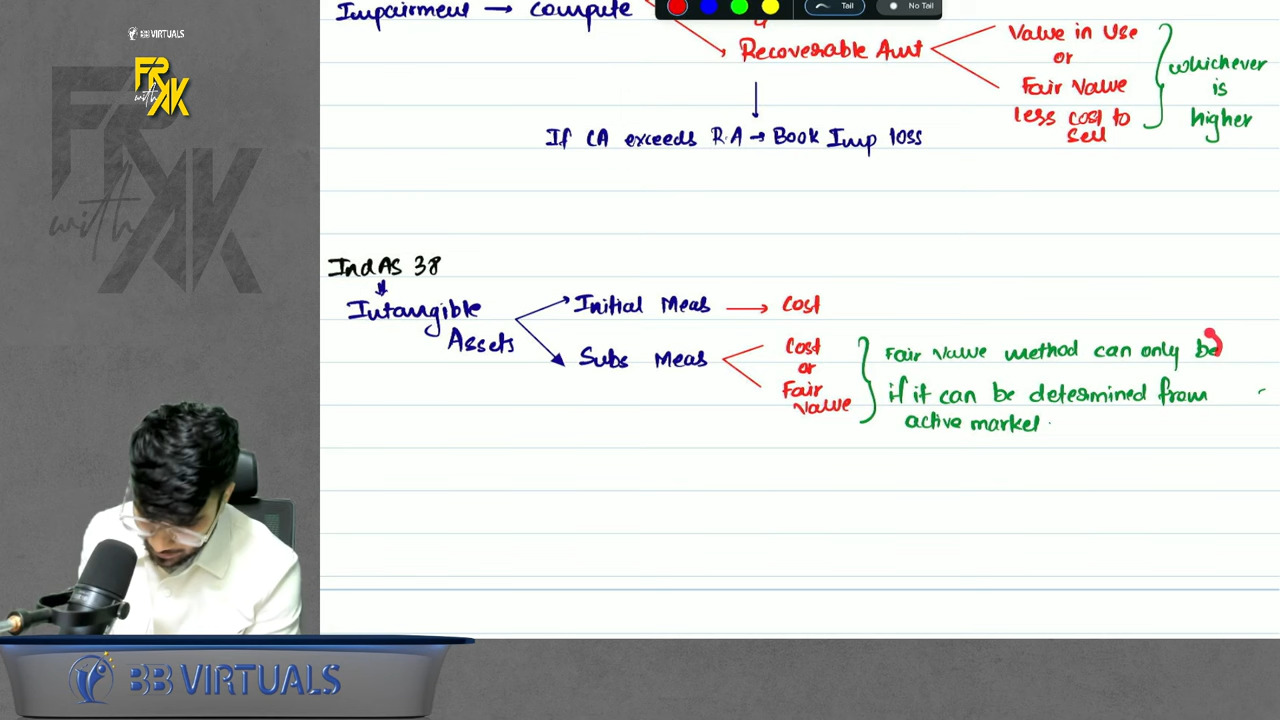 BB VIRTUALS
FR
with
AK
FR
with
AK
Tail
No Tail
Impairment → Compute
Recoverable Amt
Value in Use
or
Fair Value
less cost to
sell
whichever
is
higher
If CA exceeds R.A → Book Imp loss
Ind AS 38
Intangible
Assets
Initial Meas → Cost
Subs Meas
Cost
or
Fair
Value
Fair Value method can only be
if it can be determined from
active market.
BB VIRTUALS